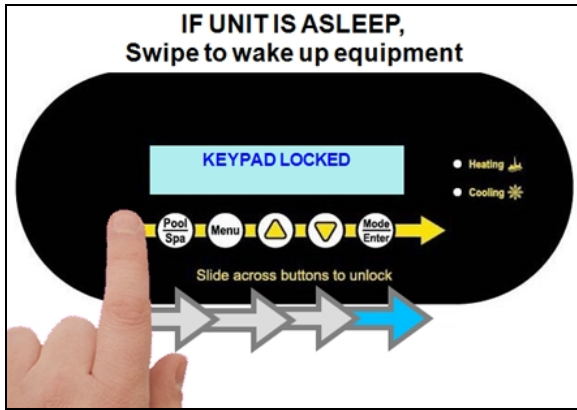 IF UNIT IS ASLEEP,
Swipe to wake up equipment
KEYPAD LOCKED
Heating
Cooling
Pool
Spa
Menu
Mode
Enter
Slide across buttons to unlock